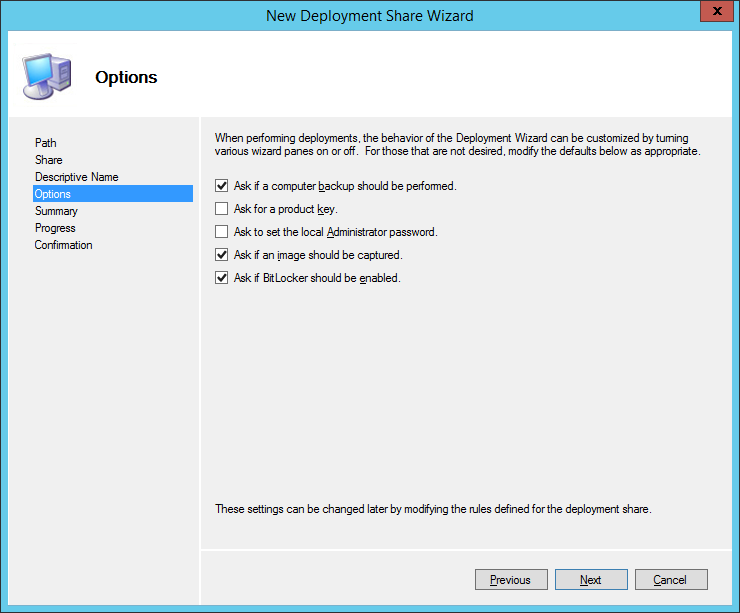 New Deployment Share Wizard
x
Options
Path
Share
Descriptive Name
Options
Summary
Progress
Confirmation
When performing deployments, the behavior of the Deployment Wizard can be customized by turning
various wizard panes on or off.  For those that are not desired, modify the defaults below as appropriate.
Ask if a computer backup should be performed.
Ask for a product key.
Ask to set the local Administrator password.
Ask if an image should be captured.
Ask if BitLocker should be enabled.
These settings can be changed later by modifying the rules defined for the deployment share.
Previous
Next
Cancel